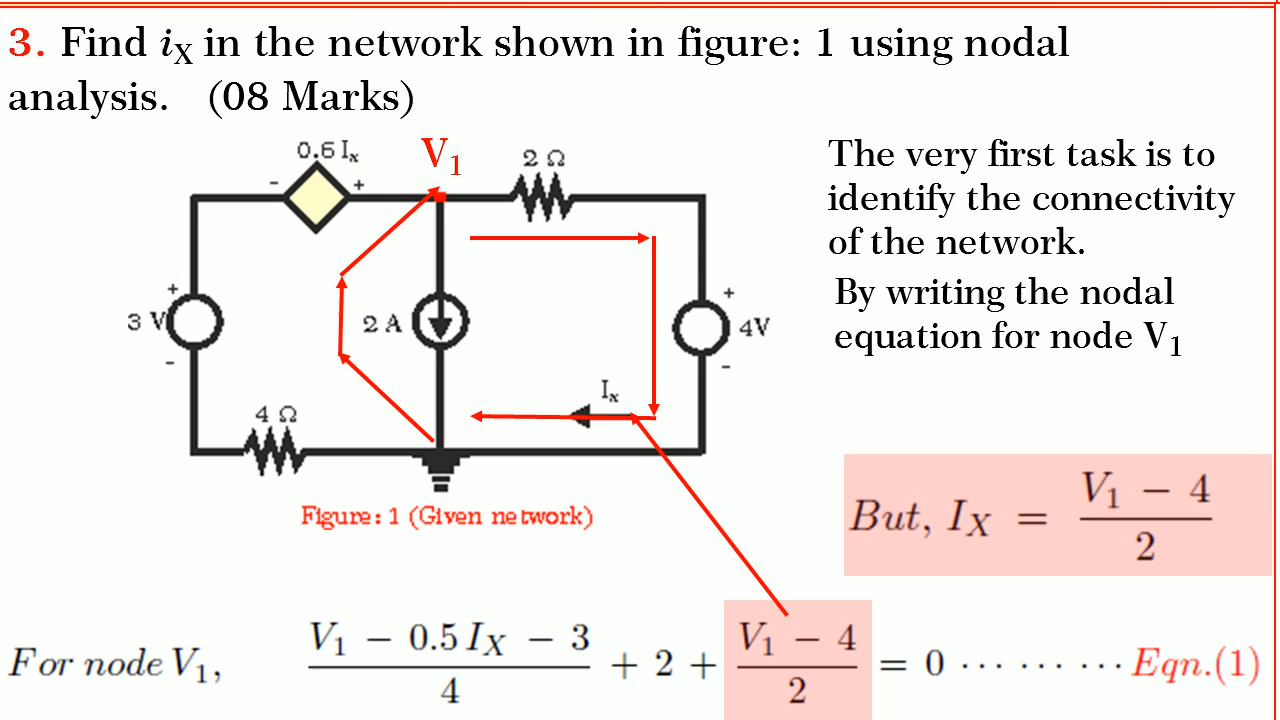 3. Find iX in the network shown in figure: 1 using nodal
analysis. (08 Marks)
0.6 Ix
V1
2 Ω
- +
The very first task is to
identify the connectivity
of the network.
By writing the nodal
equation for node V1
+
3 V
-
2 A
+
4V
-
Ix
4 Ω
Figure: 1 (Given network)
But, IX = (V1 − 4)/2
For node V1, (V1 − 0.5 IX − 3)/4 + 2 + (V1 − 4)/2 = 0 ⋯ ⋯ ⋯ Eqn.(1)